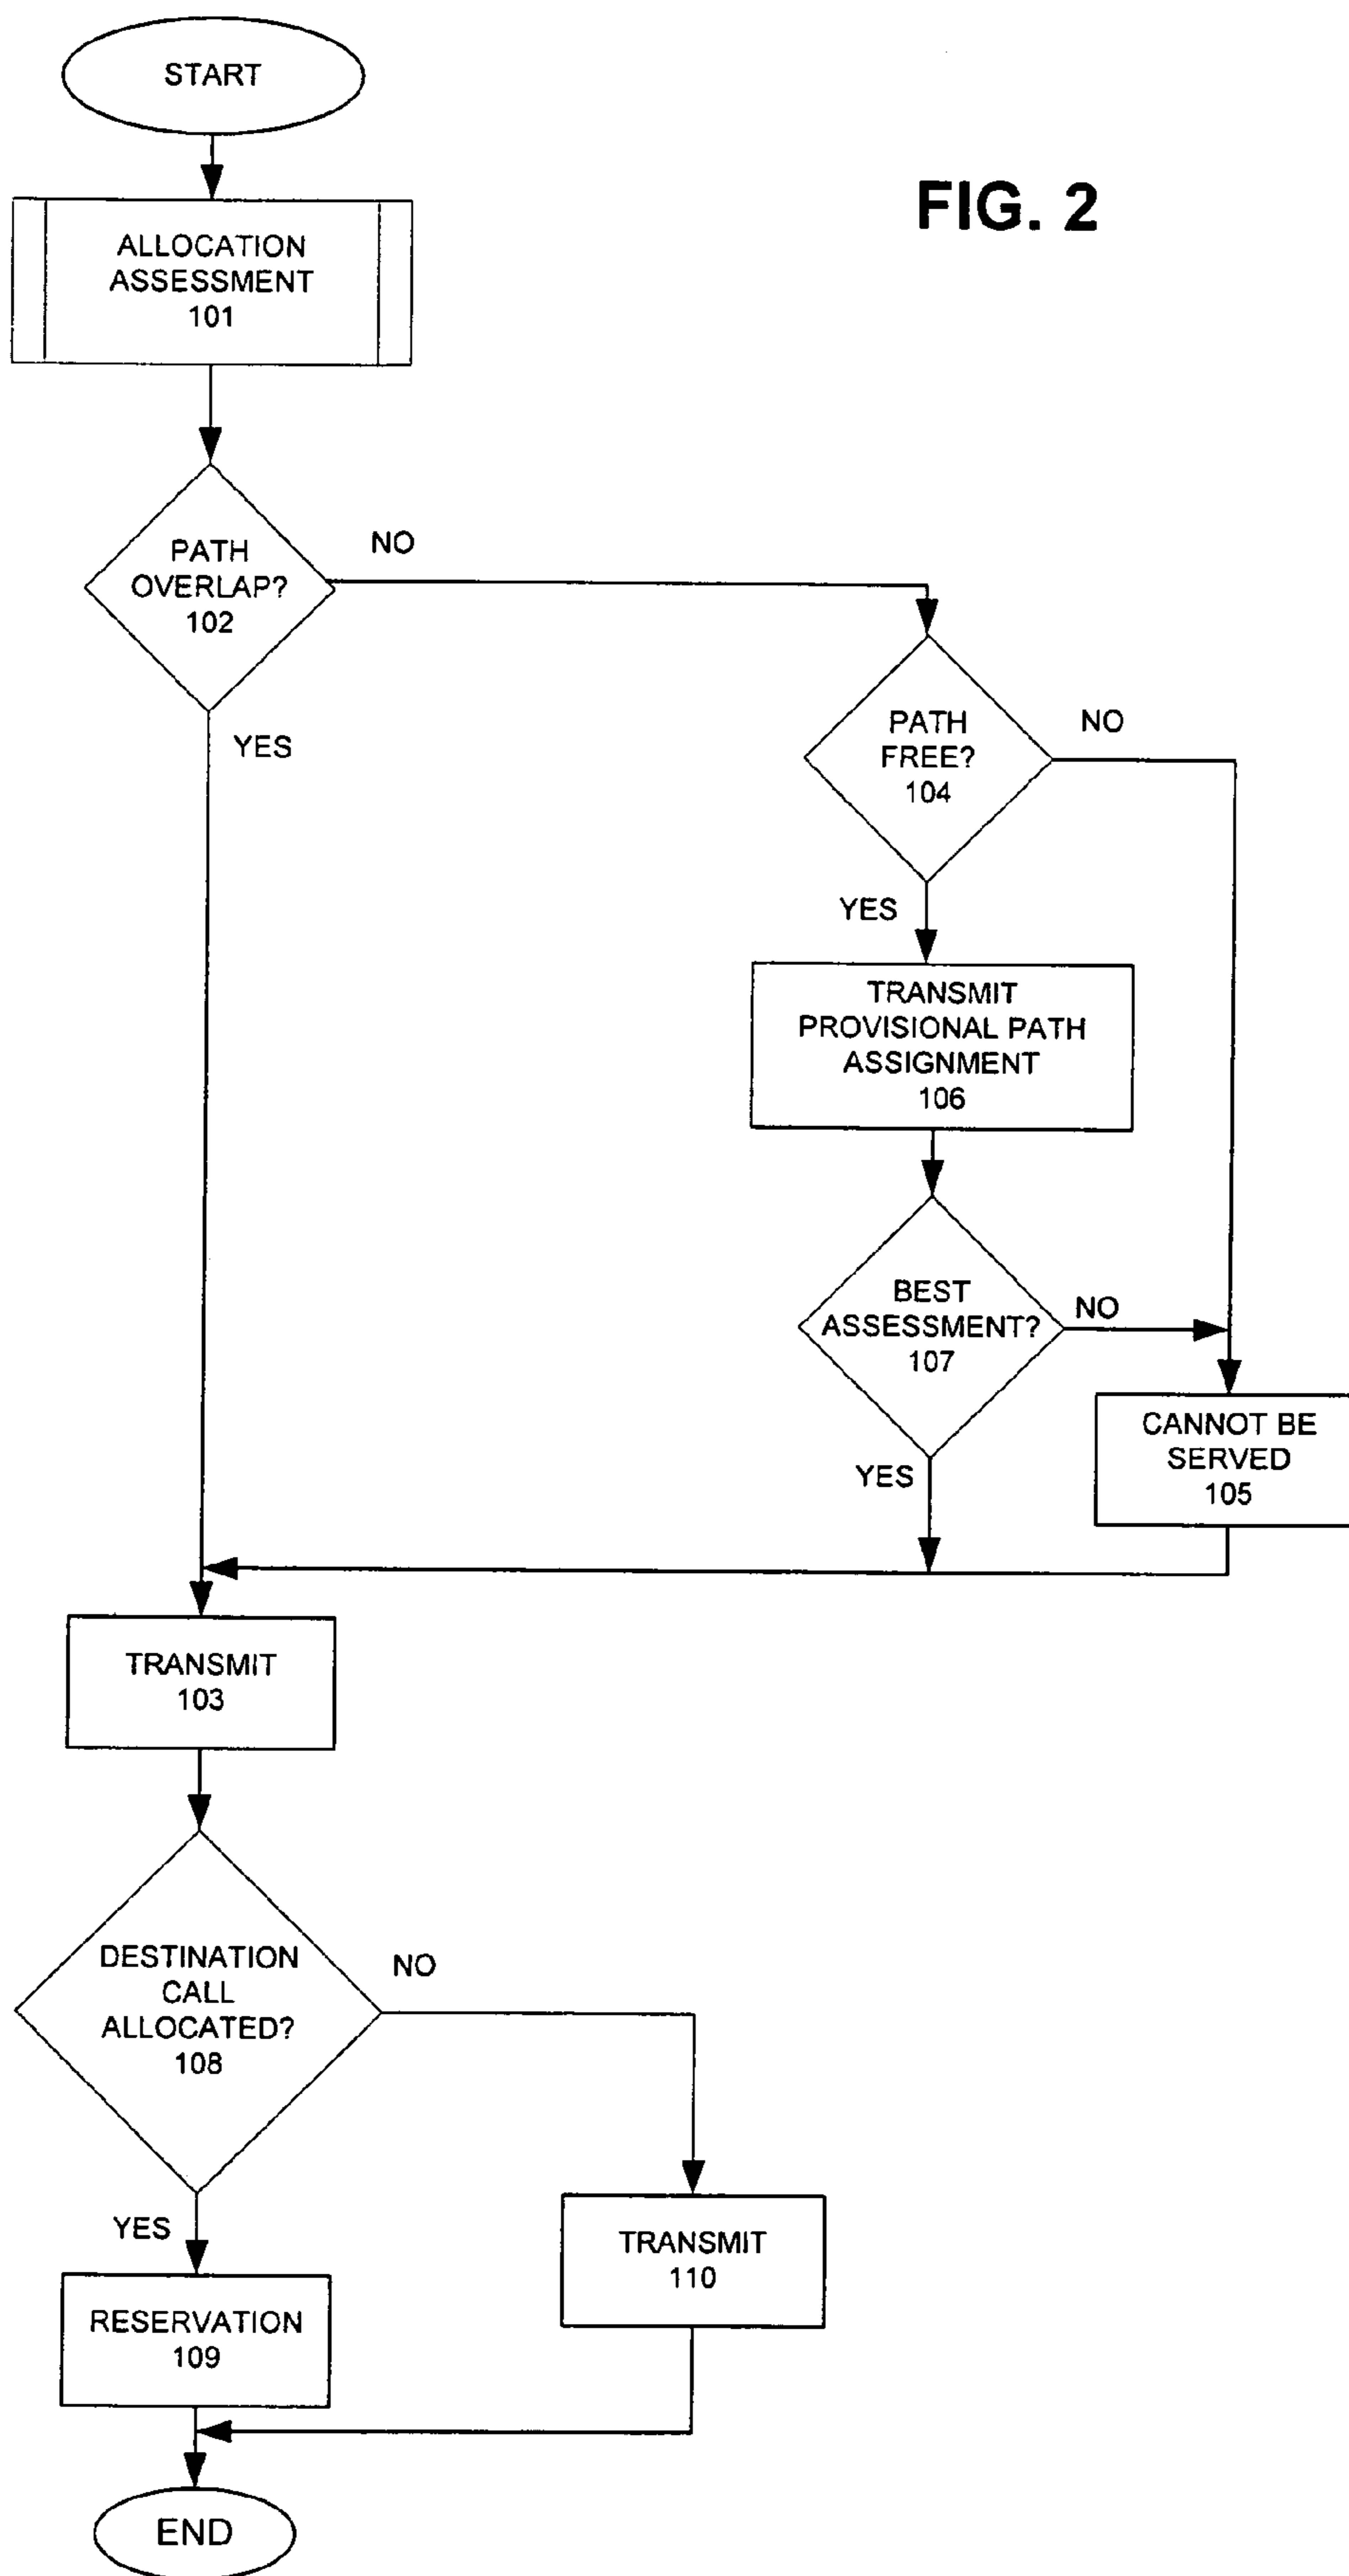 START
FIG. 2
ALLOCATION
ASSESSMENT
101
PATH
OVERLAP?
102
NO
YES
PATH
FREE?
104
NO
YES
TRANSMIT
PROVISIONAL PATH
ASSIGNMENT
106
BEST
ASSESSMENT?
107
NO
YES
CANNOT BE
SERVED
105
TRANSMIT
103
DESTINATION
CALL
ALLOCATED?
108
NO
YES
TRANSMIT
110
RESERVATION
109
END